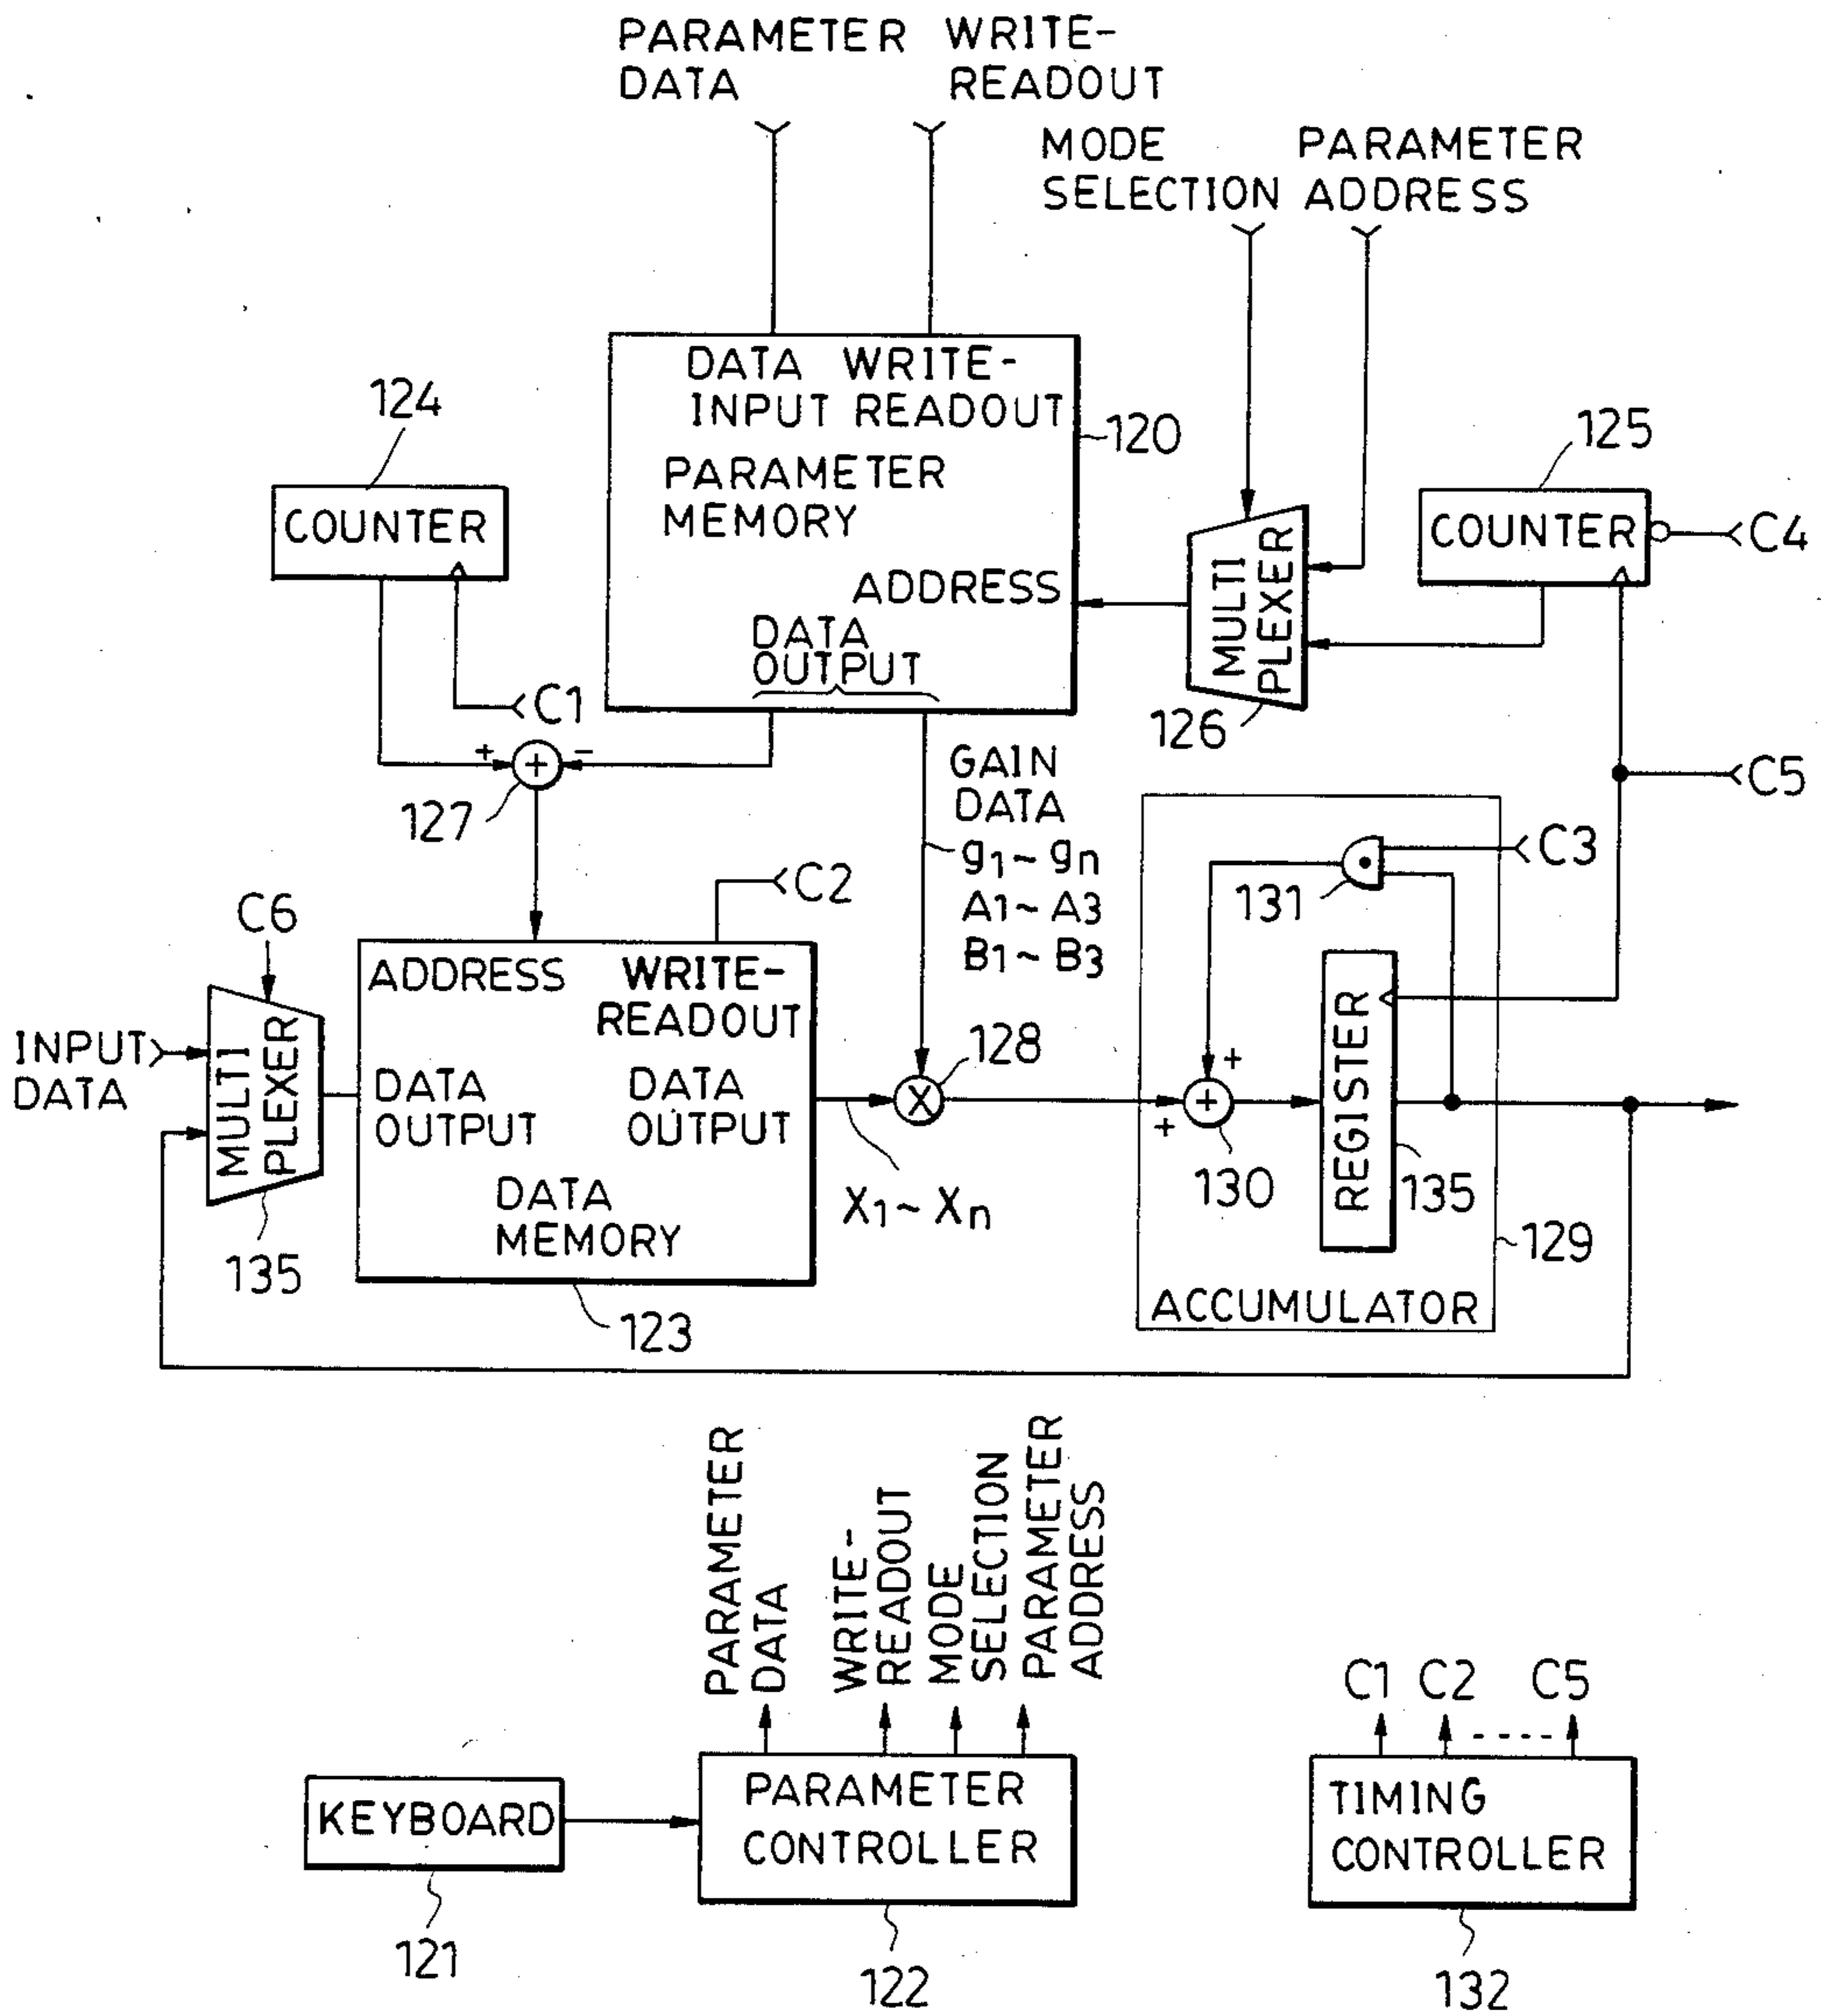 PARAMETER WRITE-
DATA READOUT
MODE PARAMETER
SELECTION ADDRESS
DATA WRITE-
INPUT READOUT
120
PARAMETER
MEMORY
ADDRESS
DATA
OUTPUT
124
COUNTER
C1
125
COUNTER
C4
MULTI
PLEXER
126
C5
+
+
-
127
GAIN
DATA
g1~gn
A1~A3
B1~B3
C3
131
C2
C6
INPUT
DATA
MULTI
PLEXER
135
ADDRESS WRITE-
READOUT
DATA
OUTPUT
DATA
OUTPUT
DATA
MEMORY
123
X
128
X1~Xn
+
+
+
130
REGISTER
135
129
ACCUMULATOR
PARAMETER
DATA
WRITE-
READOUT
MODE
SELECTION
PARAMETER
ADDRESS
C1 C2 ---- C5
KEYBOARD
121
PARAMETER
CONTROLLER
122
TIMING
CONTROLLER
132